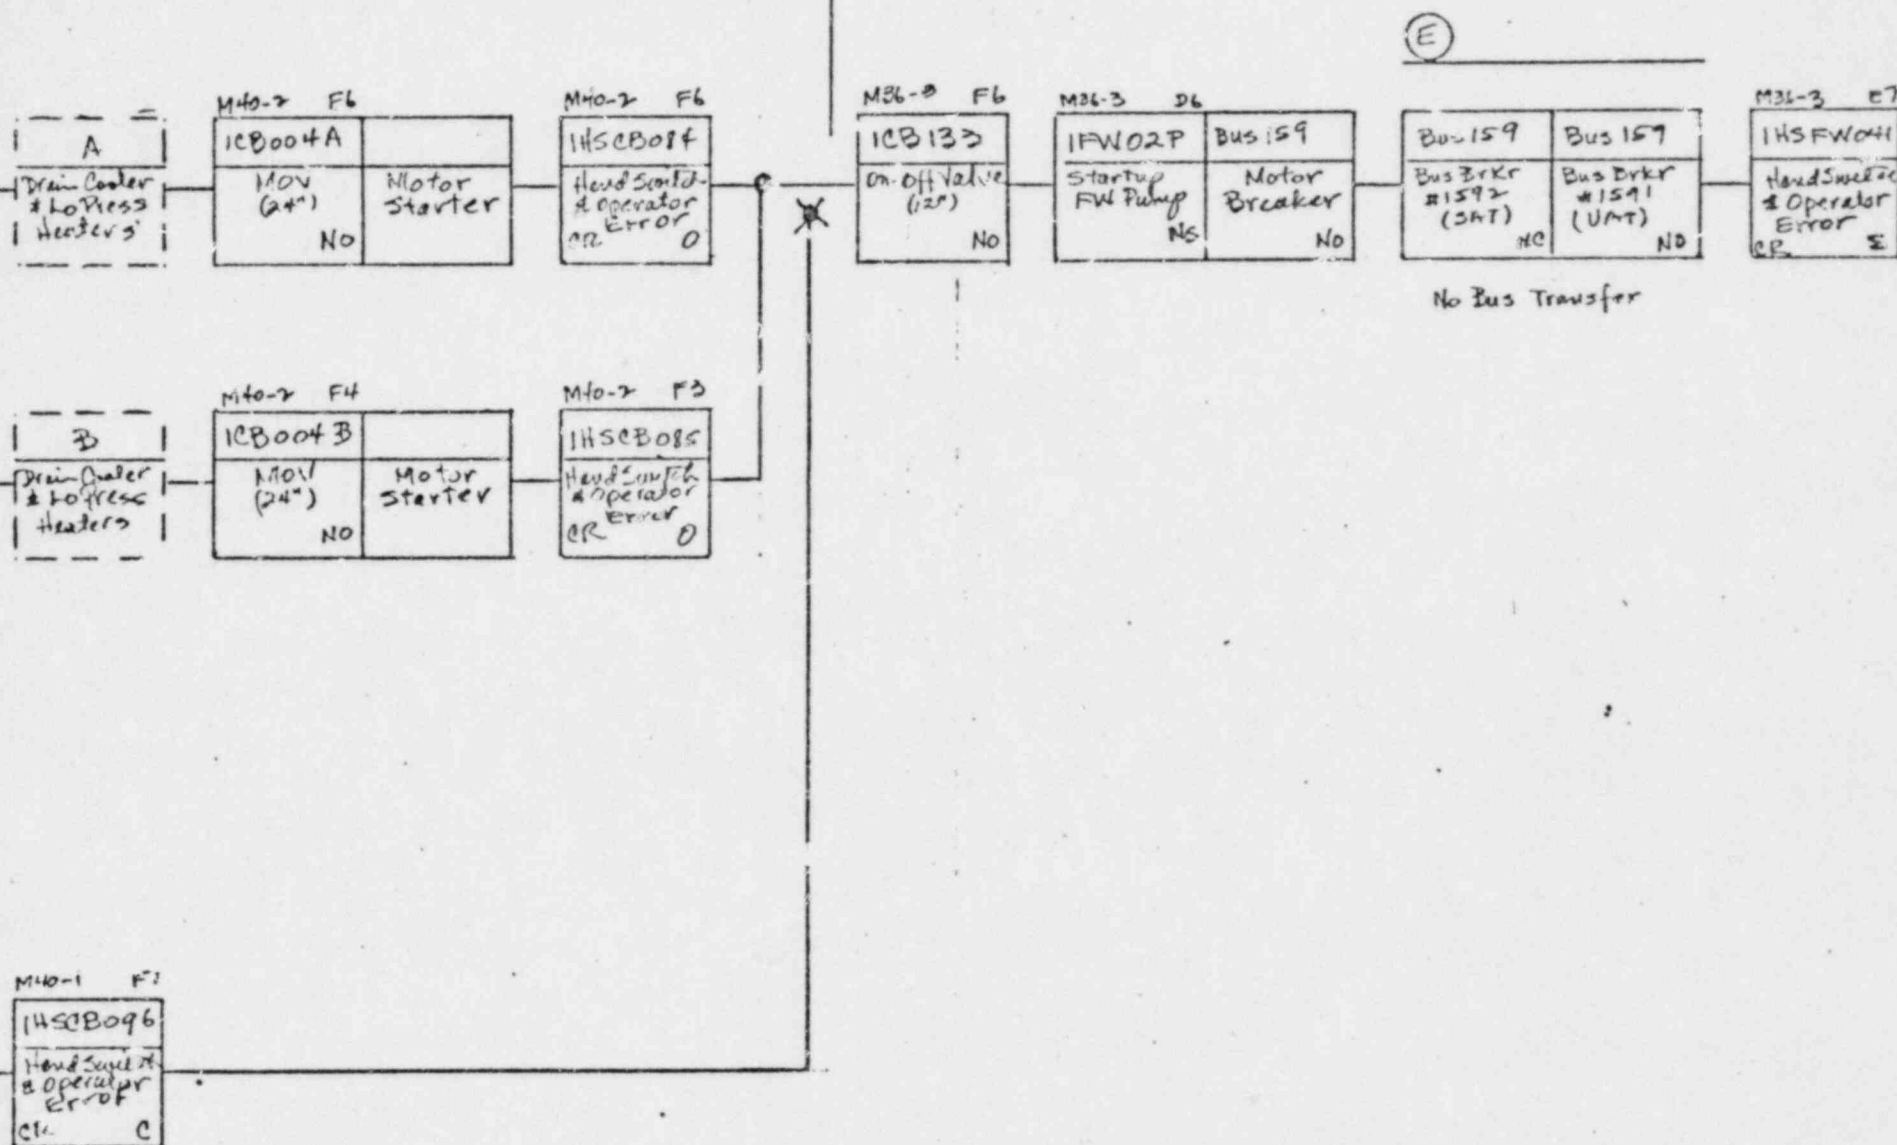 E
A
Drain Cooler
& Lo Press
Heaters
M40-2 F6
1CB004A
MOV
(24")
NO
Motor
Starter
M40-2 F6
1HSCB084
Hand Switch
& Operator
Error
CR O
M36-3 F6
1CB133
On-Off Valve
(12")
NO
M36-3 D6
1FW02P
Startup
FW Pump
NS
Bus 159
Motor
Breaker
NO
Bus 159
Bus Brkr
#1592
(SAT)
NC
Bus 159
Bus Brkr
#1591
(UAT)
NO
No Bus Transfer
M36-3 E7
1HSFW041
Hand Switch
& Operator
Error
CR
B
Drain Cooler
& Lo Press
Heaters
M40-2 F4
1CB004B
MOV
(24")
NO
Motor
Starter
M40-2 F3
1HSCB085
Hand Switch
& Operator
Error
CR O
M40-1
1HSCB096
Hand Switch
& Operator
Error
CR C